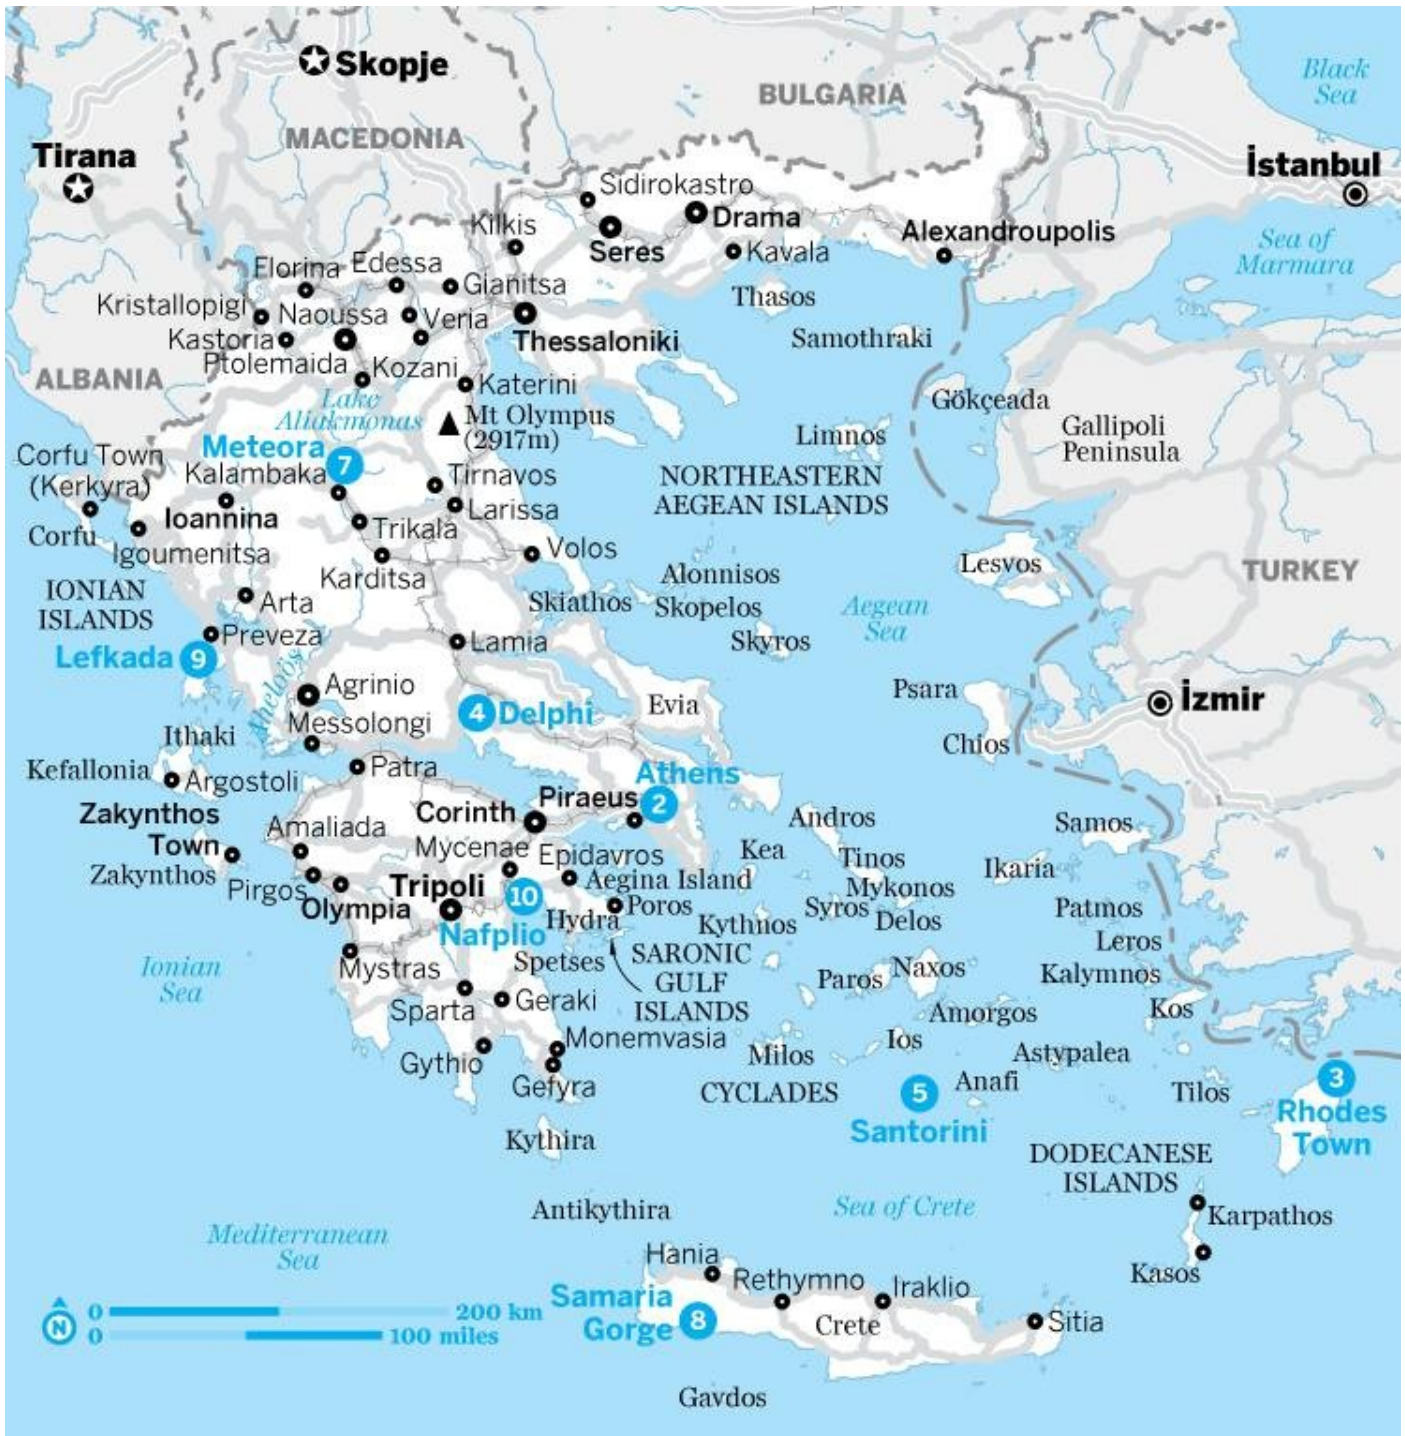 Black
Sea
Skopje
BULGARIA
MACEDONIA
Tirana
İstanbul
Sidirokastro
Drama
Kilkis
Seres
Kavala
Alexandroupolis
Sea of
Marmara
Florina
Edessa
Gianitsa
Thasos
Kristallopigi
Naoussa
Veria
Kastoria
Thessaloniki
Samothraki
Ptolemaida
Kozani
ALBANIA
Katerini
Lake
Aliakmonas
Mt Olympus
(2917m)
Gökçeada
Gallipoli
Peninsula
Limnos
Meteora
7
Corfu Town
(Kerkyra)
Kalambaka
Tirnavos
NORTHEASTERN
AEGEAN ISLANDS
Ioannina
Larissa
Trikala
Corfu
Igoumenitsa
Volos
Lesvos
TURKEY
Karditsa
Alonnisos
IONIAN
ISLANDS
Arta
Skiathos
Skopelos
Aegean
Sea
Preveza
Lamia
Skyros
Lefkada
9
Agrinio
Aheloös
Messolongi
4
Delphi
Evia
Psara
İzmir
Ithaki
Chios
Kefallonia
Argostoli
Patra
Athens
2
Piraeus
Corinth
Zakynthos
Town
Amaliada
Mycenae
Epidavros
Andros
Samos
Kea
Tinos
Ikaria
Zakynthos
Pirgos
Tripoli
Aegina Island
Mykonos
Olympia
10
Poros
Syros
Delos
Patmos
Nafplio
Hydra
Kythnos
Leros
Ionian
Sea
Mystras
Spetses
SARONIC
GULF
ISLANDS
Paros
Naxos
Kalymnos
Sparta
Geraki
Amorgos
Kos
Monemvasia
Ios
Gythio
Milos
Astypalea
Gefyra
CYCLADES
5
Santorini
Anafi
Tilos
3
Rhodes
Town
Kythira
DODECANESE
ISLANDS
Antikythira
Sea of Crete
Karpathos
Mediterranean
Sea
Hania
Rethymno
Iraklio
Kasos
Samaria
Gorge
8
Crete
Sitia
N
0
200 km
0
100 miles
Gavdos